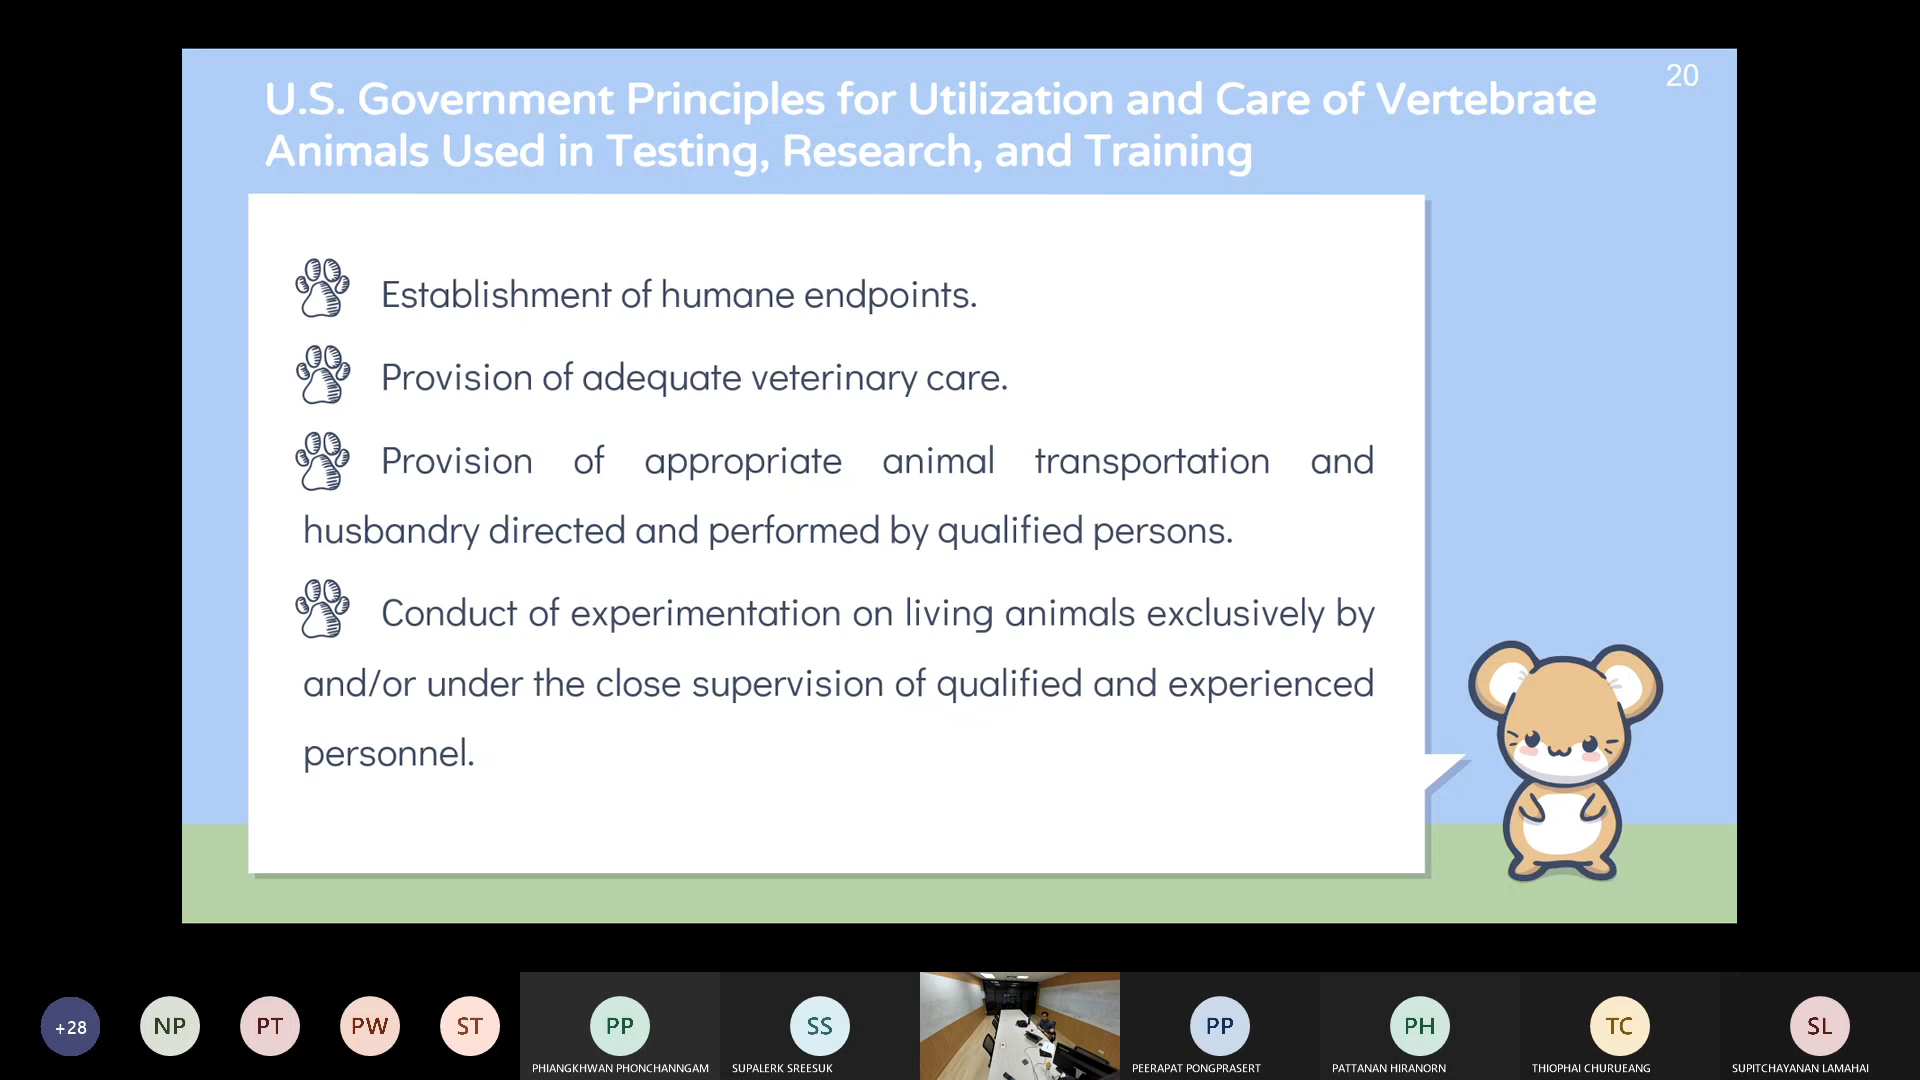 20
U.S. Government Principles for Utilization and Care of Vertebrate
Animals Used in Testing, Research, and Training
Establishment of humane endpoints.
Provision of adequate veterinary care.
Provision of appropriate animal transportation and
husbandry directed and performed by qualified persons.
Conduct of experimentation on living animals exclusively by
and/or under the close supervision of qualified and experienced
personnel.
+28
NP
PT
PW
ST
PP
PHIANGKHWAN PHONCHANNGAM
SS
SUPALERK SREESUK
PP
PEERAPAT PONGPRASERT
PH
PATTANAN HIRANORN
TC
THIOPHAI CHURUEANG
SL
SUPITCHAYANAN LAMAHAI